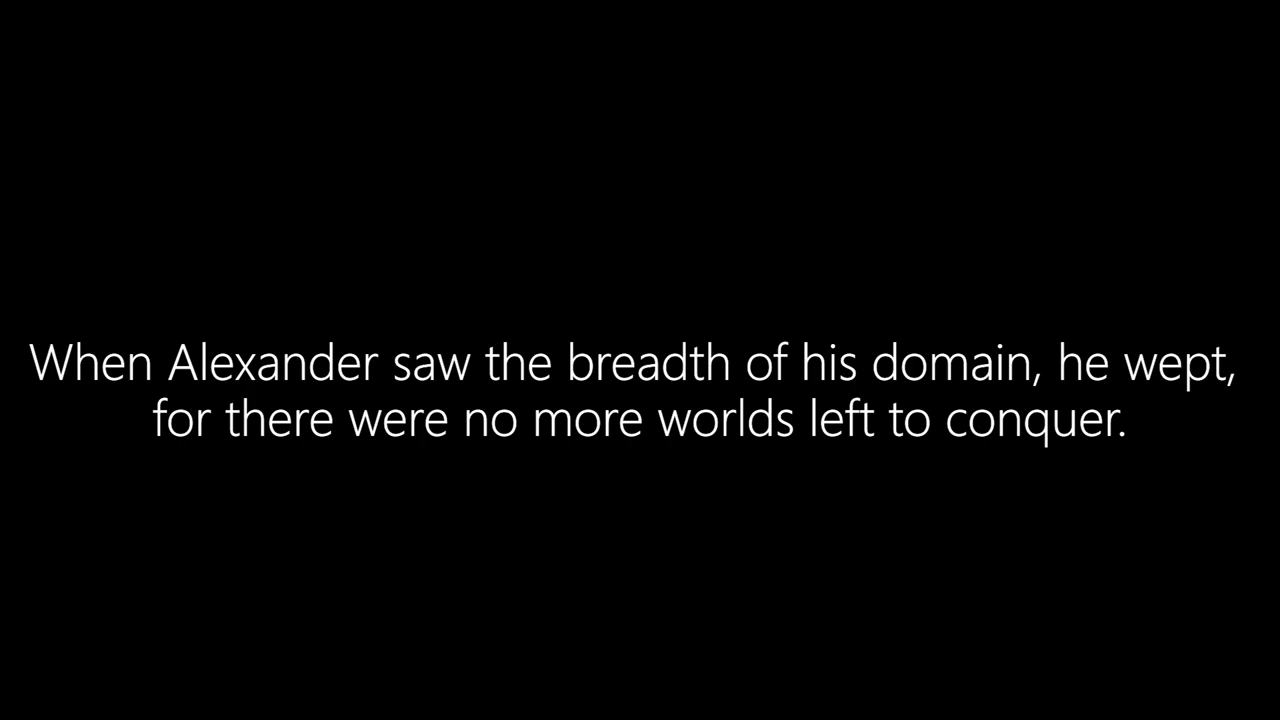 When Alexander saw the breadth of his domain, he wept,
for there were no more worlds left to conquer.